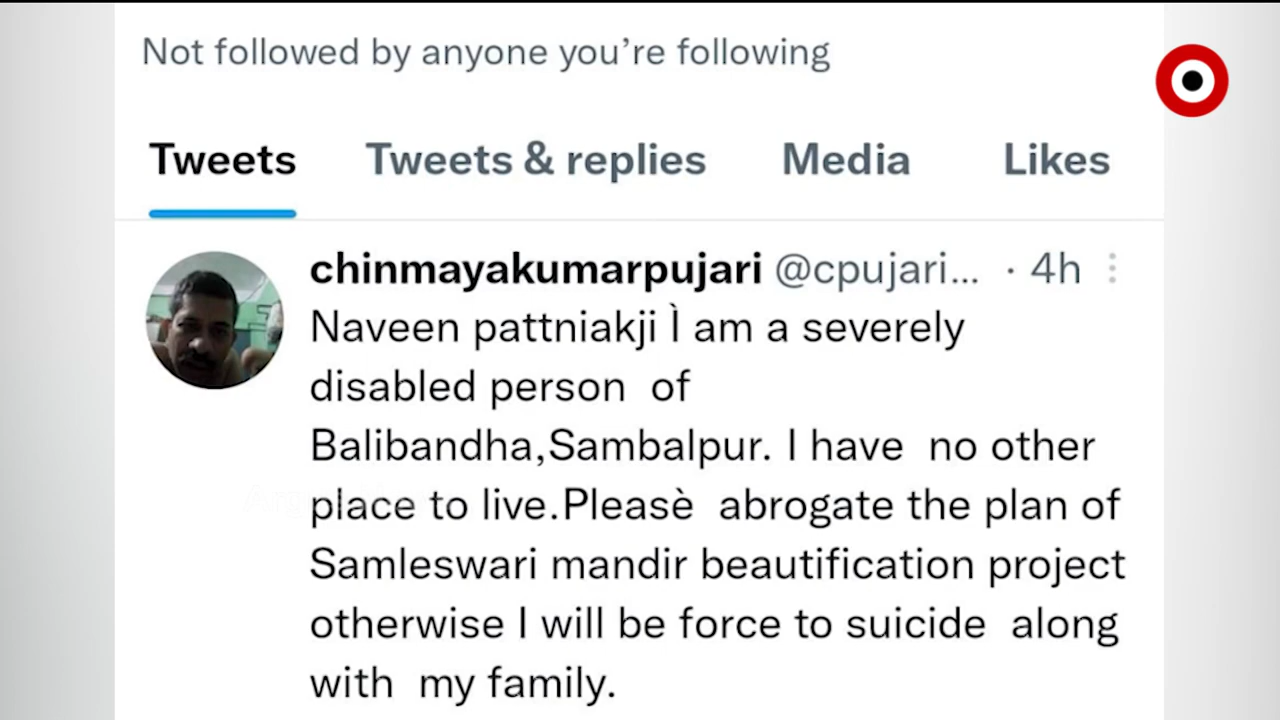 Not followed by anyone you’re following
Tweets Tweets & replies Media Likes
chinmayakumarpujari @cpujari... · 4h
Naveen pattniakji Ì am a severely
disabled person of
Balibandha,Sambalpur. I have no other
place to live.Pleasè abrogate the plan of
Samleswari mandir beautification project
otherwise I will be force to suicide along
with my family.